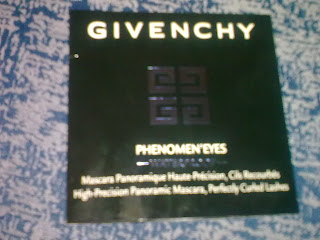 GIVENCHY
PHENOMEN'EYES
Mascara Panoramique Haute Précision, Cils Recourbés
High Precision Panoramic Mascara, Perfectly Curled Lashes